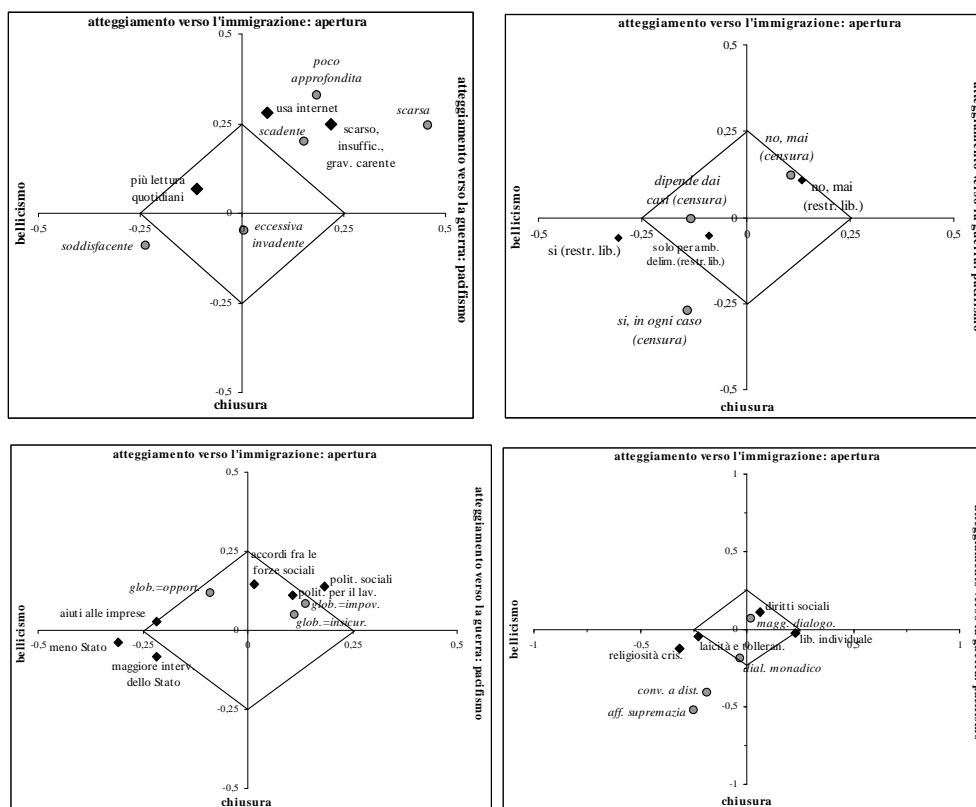 atteggiamento verso l'immigrazione: apertura
0,5
poco
approfondita
usa internet
scarsa
0,25
scadente
scarso,
insuffic.,
grav. carente
più lettura
quotidiani
bellicismo
atteggiamento verso la guerra: pacifismo
0
-0,5
-0,25
0
0,25
0,5
soddisfacente
eccessiva
invadente
-0,25
-0,5
chiusura
atteggiamento verso l'immigrazione: apertura
0,5
0,25
no, mai
(censura)
dipende dai
casi (censura)
no, mai
(restr. lib.)
bellicismo
0
-0,5
-0,25
0
0,25
0,5
si (restr. lib.)
solo per amb.
delim. (restr. lib.)
-0,25
si, in ogni caso
(censura)
-0,5
chiusura
atteggiamento verso l'immigrazione: apertura
0,5
0,25
accordi fra le
forze sociali
glob.=opport.
polit. sociali
polit. per il lav.
glob.=impov.
aiuti alle imprese
glob.=insicur.
bellicismo
atteggiamento verso la guerra: pacifismo
0
-0,5
-0,25
0
0,25
0,5
meno Stato
maggiore interv.
dello Stato
-0,25
-0,5
chiusura
atteggiamento verso l'immigrazione: apertura
1
0,5
diritti sociali
magg. dialogo.
bellicismo
0
-1
-0,5
0
0,5
1
lib. individuale
laicità e tolleran.
religiosità cris.
dial. monadico
conv. a dist.
-0,5
aff. supremazia
-1
chiusura